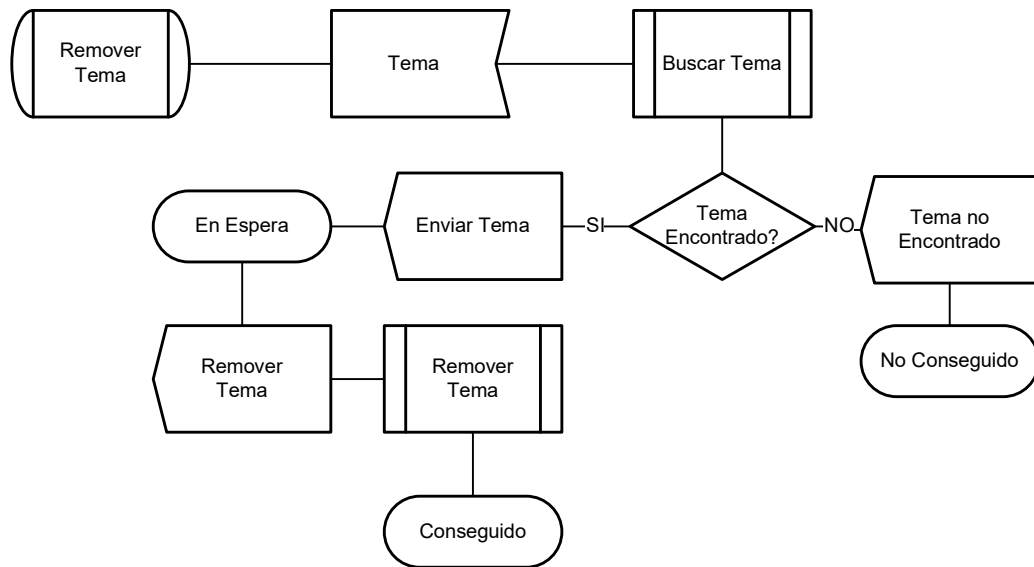 Remover
Tema
Tema
Buscar Tema
En Espera
Enviar Tema
SI
Tema
Encontrado?
NO
Tema no
Encontrado
Remover
Tema
Remover
Tema
No Conseguido
Conseguido